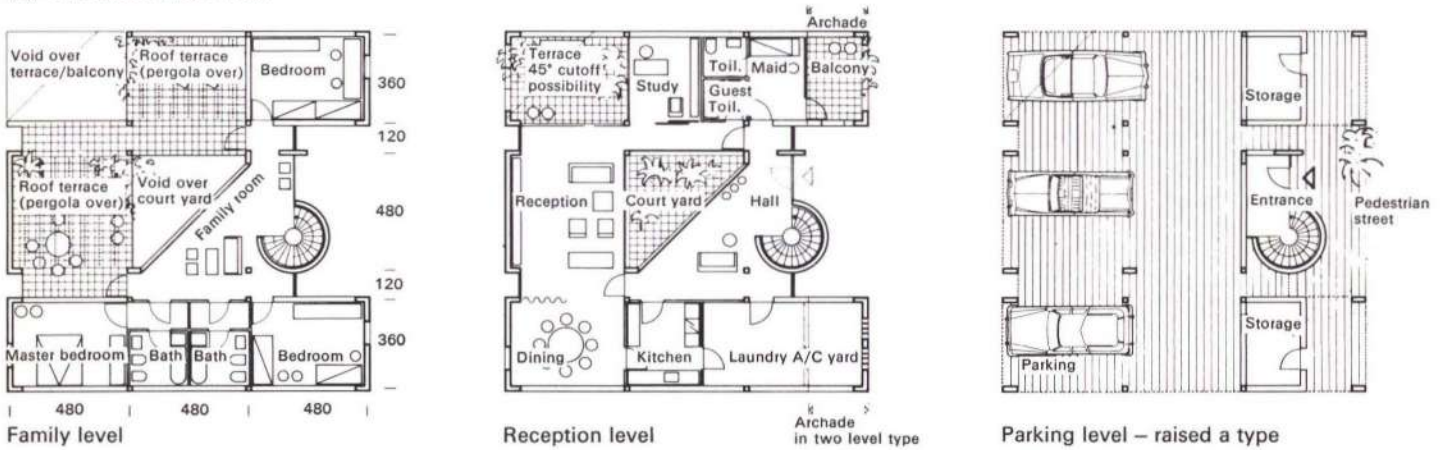 Void over
terrace/balcony
Roof terrace
(pergola over)
Bedroom
360
120
Roof terrace
(pergola over)
Void over
court yard
Family room
480
120
Master bedroom
Bath
Bath
Bedroom
360
480
480
480
Family level
Archade
Terrace
45° cutoff
possibility
Study
Toil.
Maid
Balcony
Guest
Toil.
Reception
Court yard
Hall
Dining
Kitchen
Laundry A/C yard
Archade
in two level type
Reception level
Storage
Entrance
Pedestrian
street
Storage
Parking
Parking level – raised a type